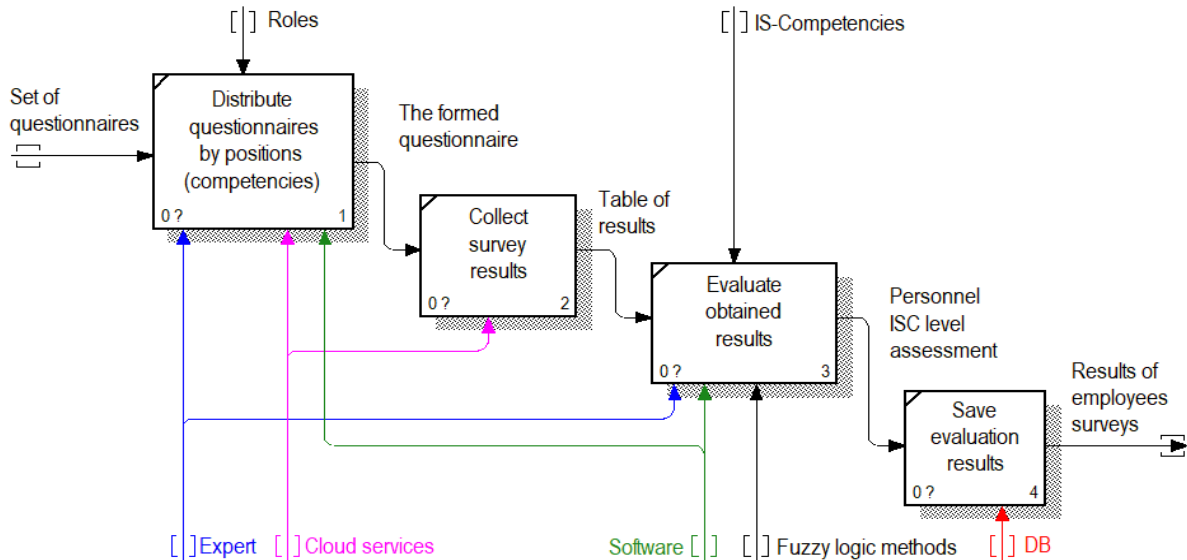 Roles
IS-Competencies
Set of
questionnaires
Distribute
questionnaires
by positions
(competencies)
0 ?
1
The formed
questionnaire
Collect
survey
results
0 ?
2
Table of
results
Evaluate
obtained
results
0 ?
3
Personnel
ISC level
assessment
Save
evaluation
results
0 ?
4
Results of
employees
surveys
Expert
Cloud services
Software
Fuzzy logic methods
DB